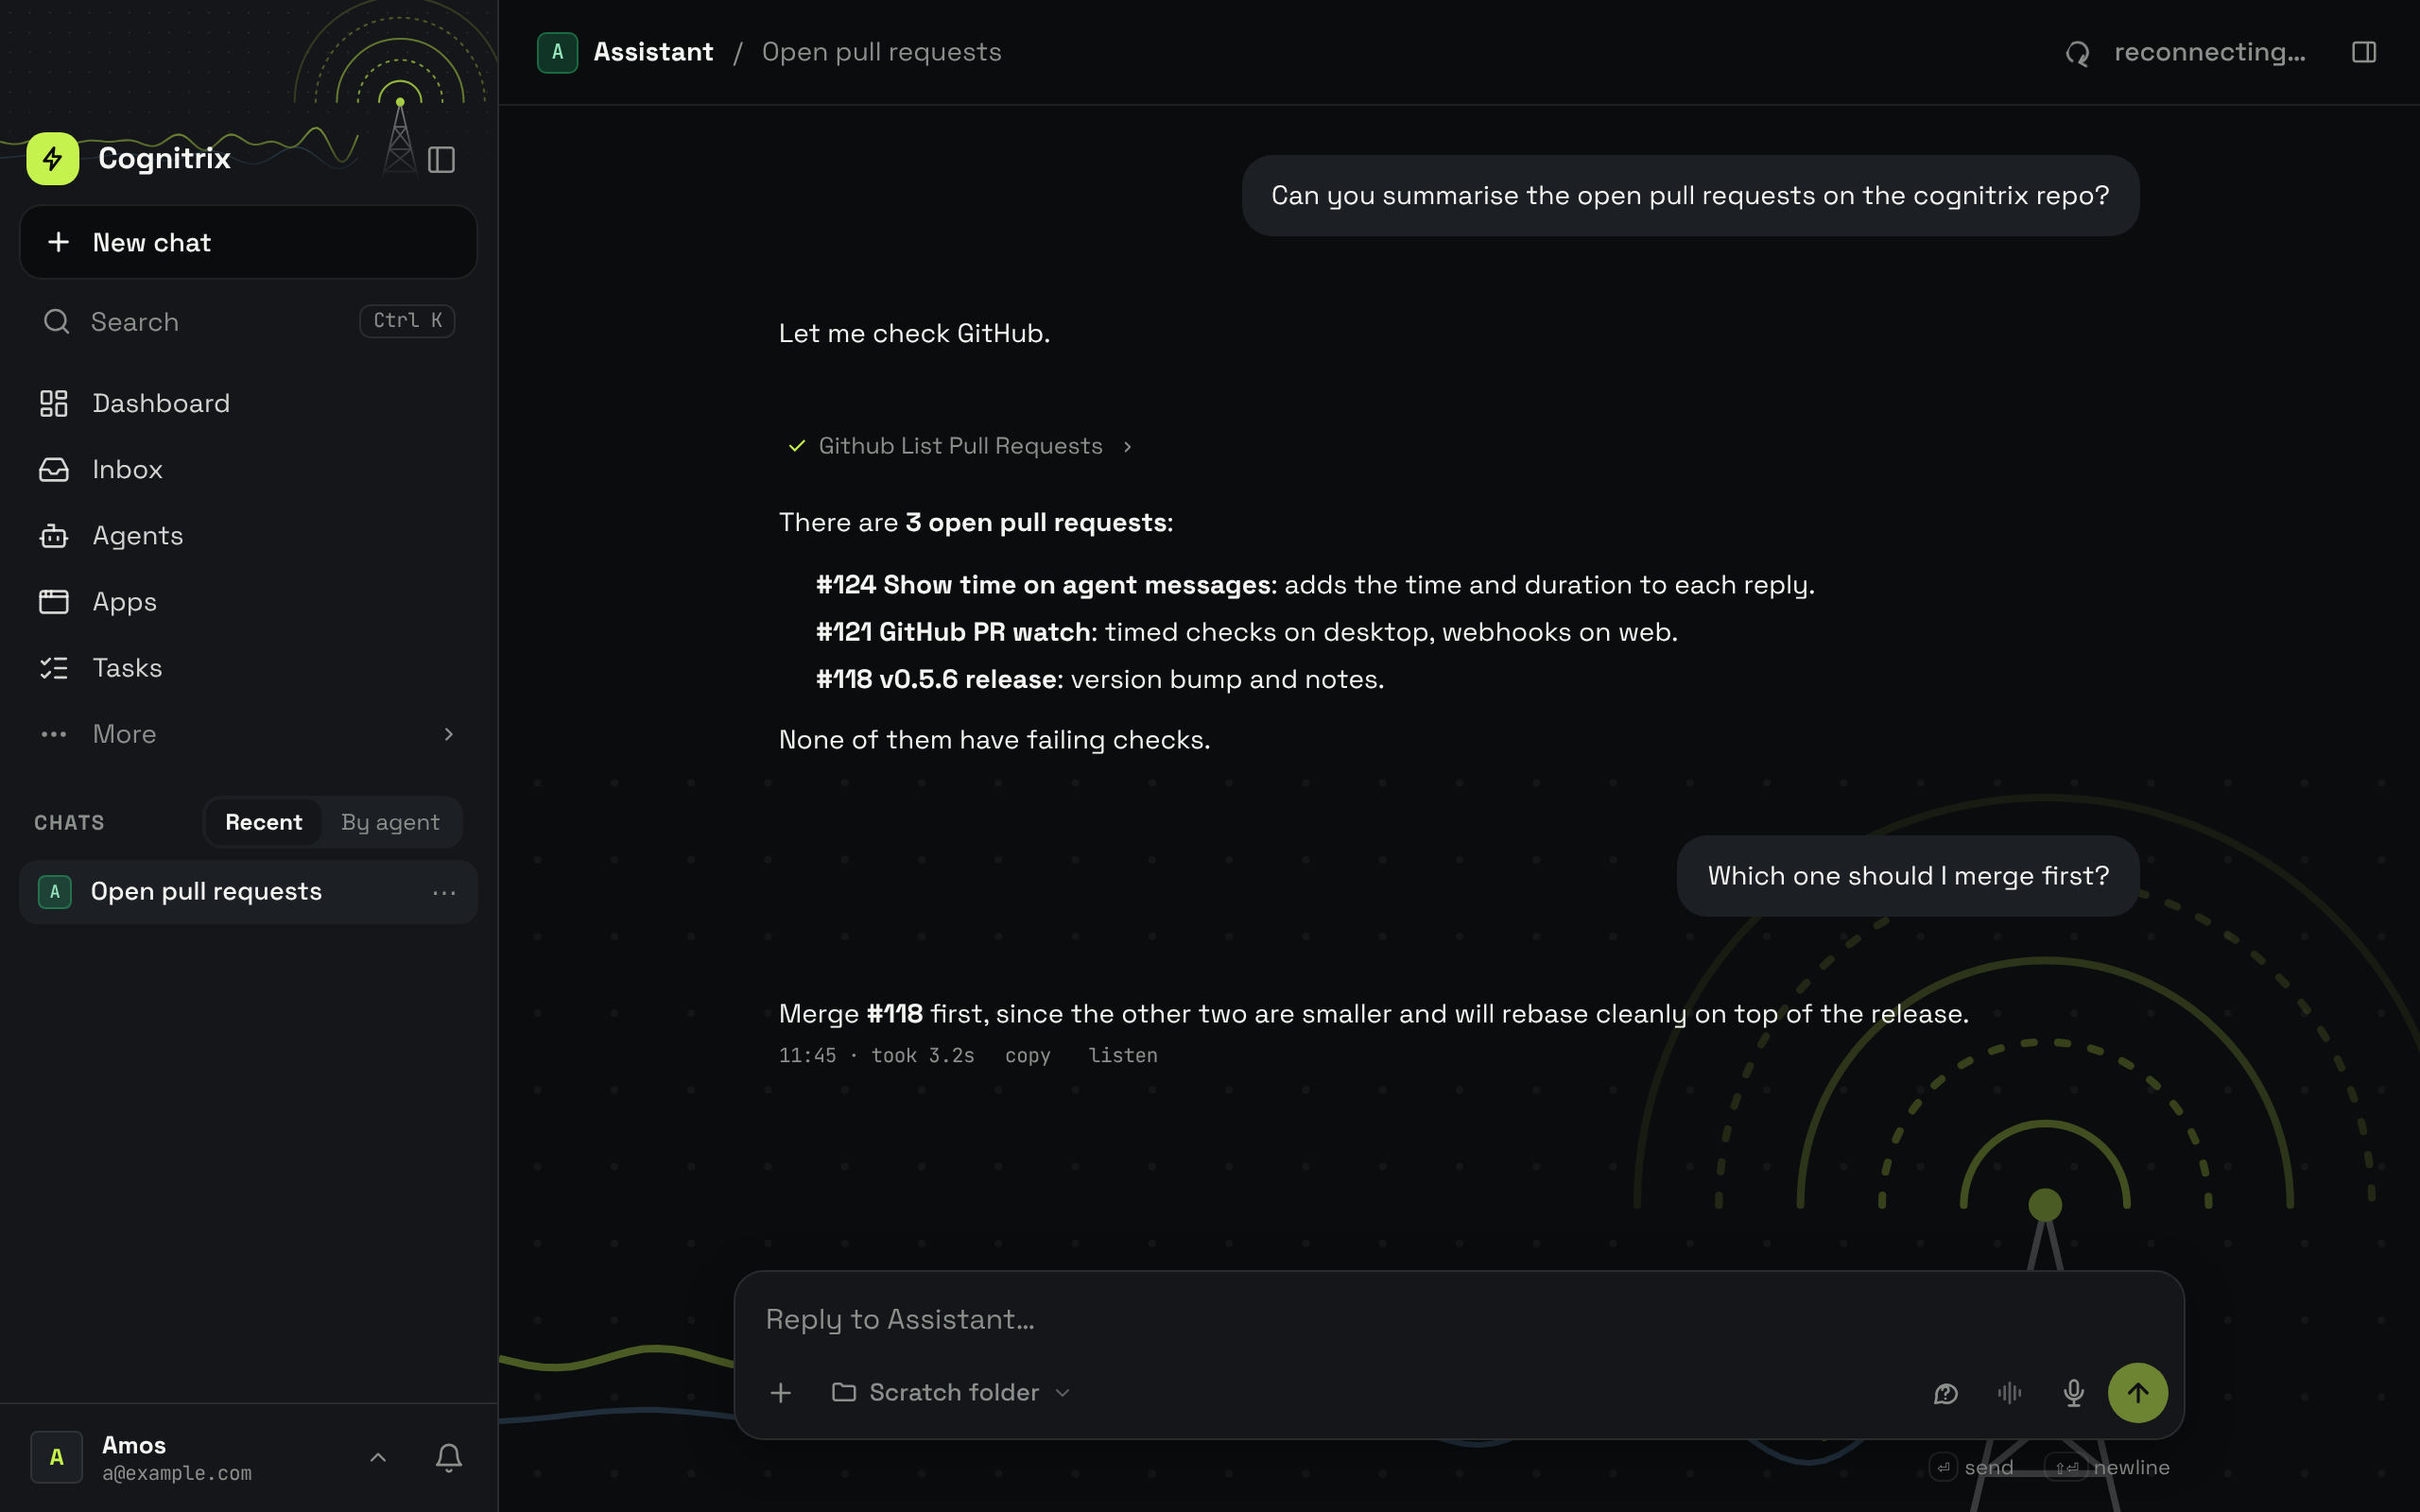 Cognitrix
New chat
Search
Ctrl K
Dashboard
Inbox
Agents
Apps
Tasks
More
CHATS
Recent
By agent
A
Open pull requests
A
Amos
a@example.com
A
Assistant / Open pull requests
reconnecting...
Can you summarise the open pull requests on the cognitrix repo?
Let me check GitHub.
Github List Pull Requests
There are 3 open pull requests:
#124 Show time on agent messages: adds the time and duration to each reply.
#121 GitHub PR watch: timed checks on desktop, webhooks on web.
#118 v0.5.6 release: version bump and notes.
None of them have failing checks.
Which one should I merge first?
Merge #118 first, since the other two are smaller and will rebase cleanly on top of the release.
11:45 · took 3.2s copy listen
Reply to Assistant...
Scratch folder
⏎ send ⇧⏎ newline